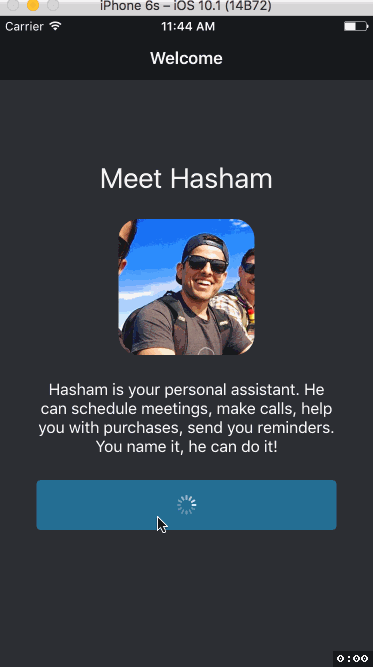 iPhone 6s – iOS 10.1 (14B72)
Carrier 11:44 AM
Welcome
Meet Hasham
Hasham is your personal assistant. He
can schedule meetings, make calls, help
you with purchases, send you reminders.
You name it, he can do it!
0:00